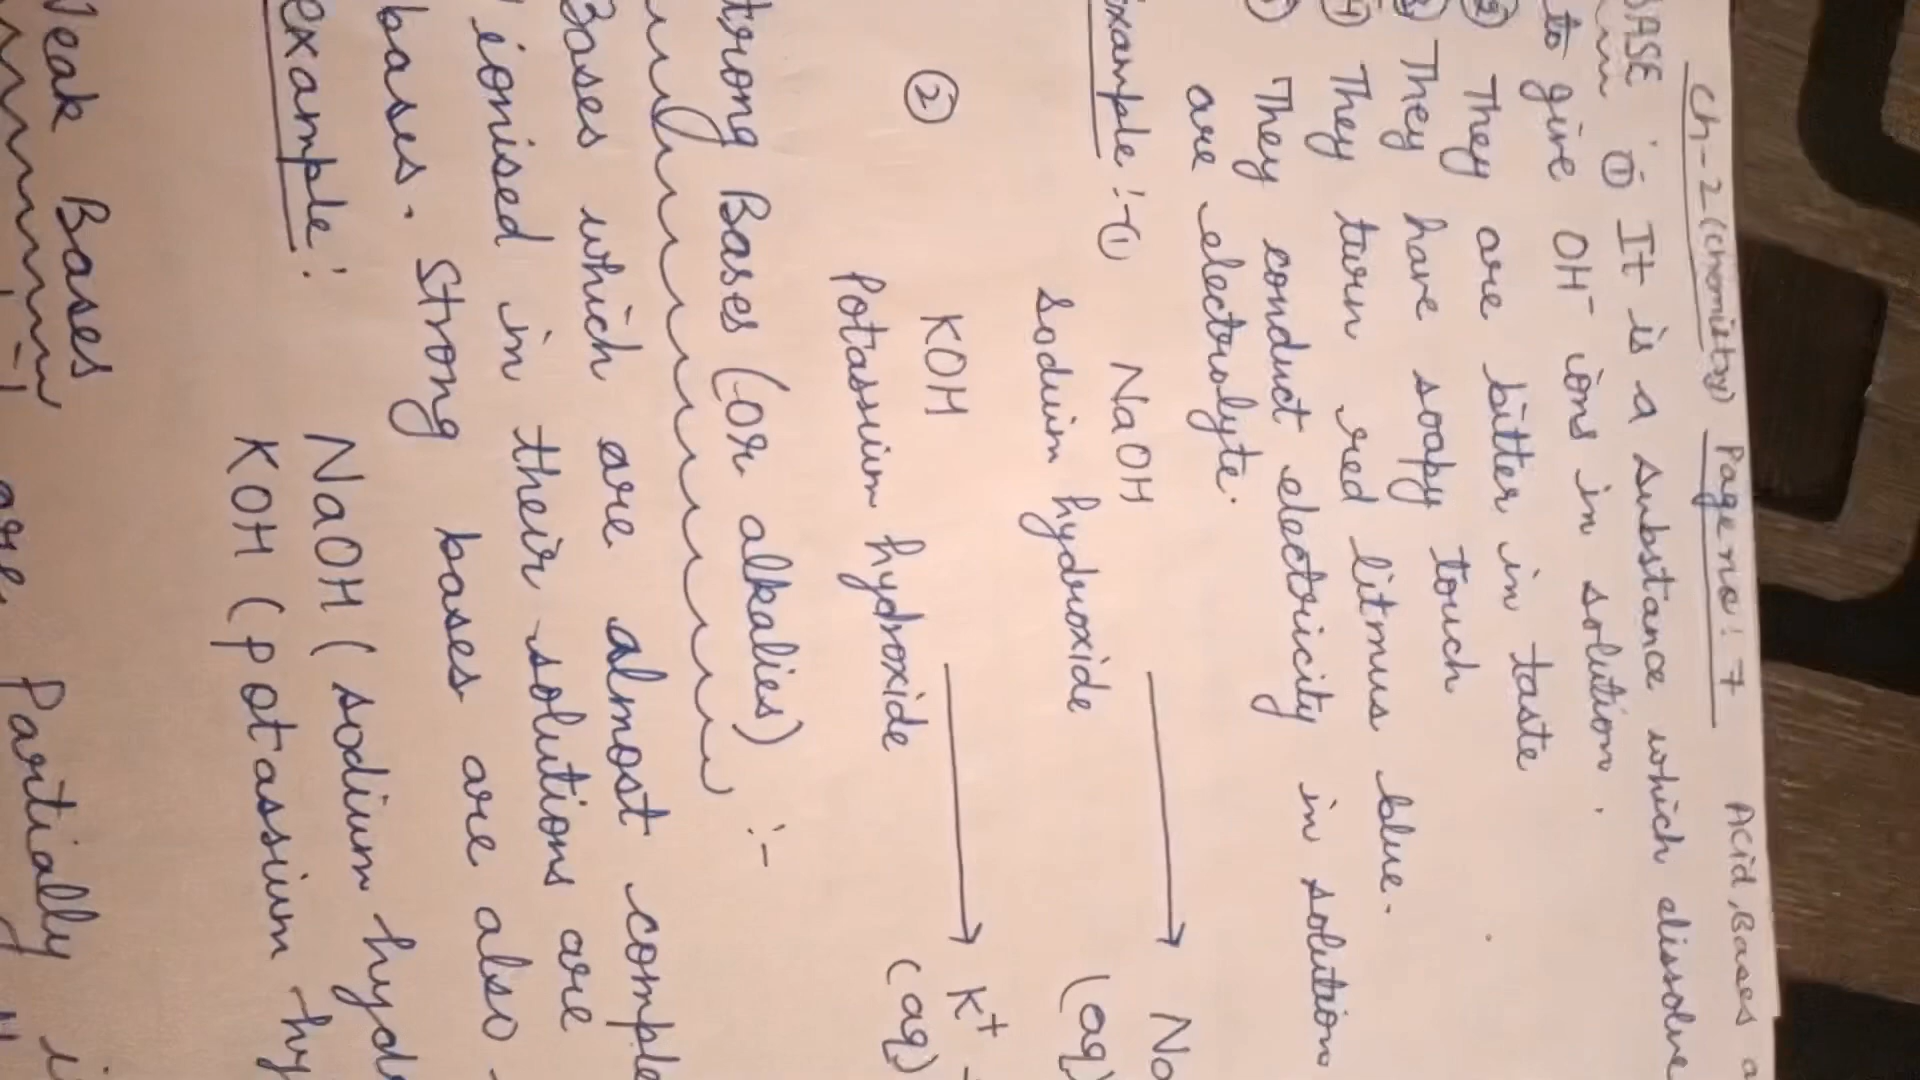 Ch-2 (Chemistry) Page no: 7 Acid, Bases a
BASE :- ① It is a substance which dissolve
to give OH⁻ ions in solution.
② They are bitter in taste
③ They have soapy touch
④ They turn red litmus blue.
They conduct electricity in solution
are electrolyte.
example :- ① NaOH ⟶ Na
Sodium hydroxide (aq)
② KOH ⟶ K⁺
Potassium hydroxide (aq)
trong Bases (or alkalies) :-
Bases which are almost comple
ionised in their solutions are
bases. Strong bases are also
example: NaOH (sodium hyd
KOH (potassium hy
Weak Bases
are Partially i